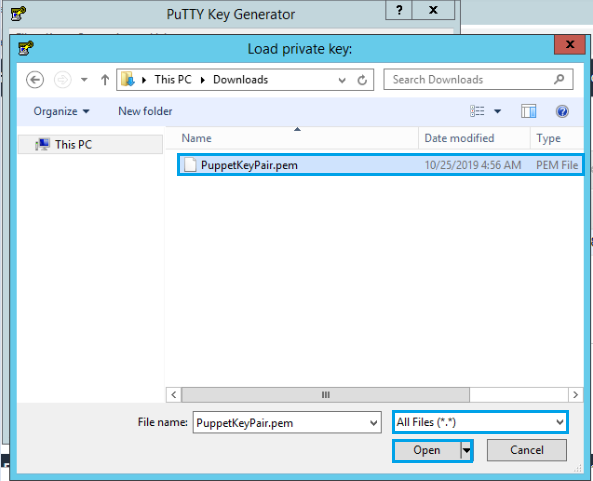 PuTTY Key Generator
? x
Load private key:
x
This PC Downloads
Search Downloads
Organize New folder
?
This PC
Name Date modified Type
PuppetKeyPair.pem 10/25/2019 4:56 AM PEM File
File name: PuppetKeyPair.pem
All Files (*.*)
Open Cancel